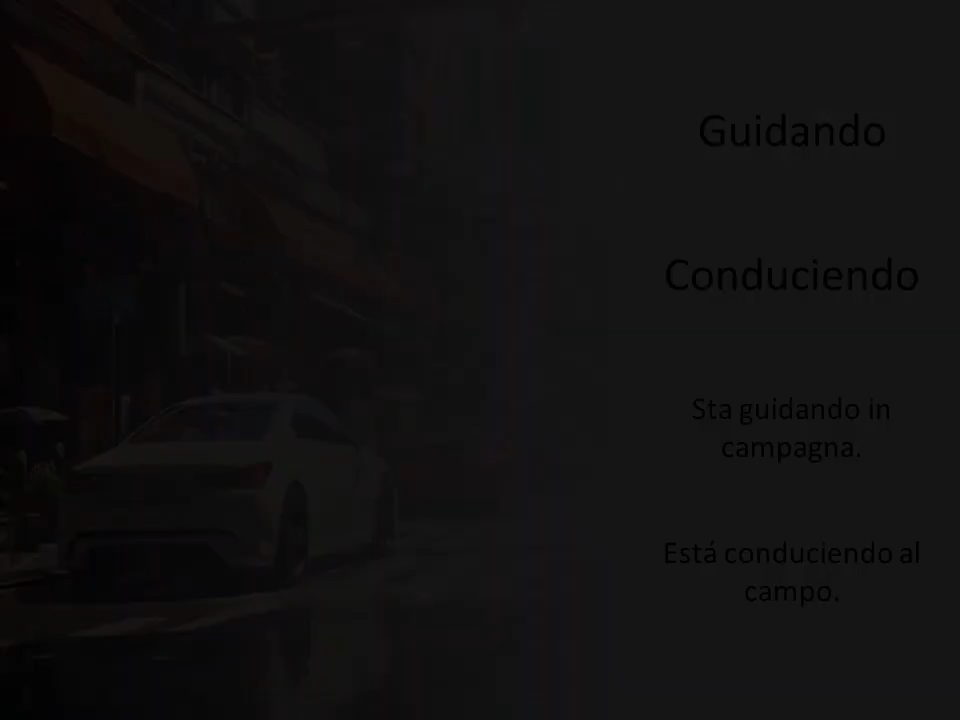 Guidando
Conduciendo
Sta guidando in
campagna.
Está conduciendo al
campo.